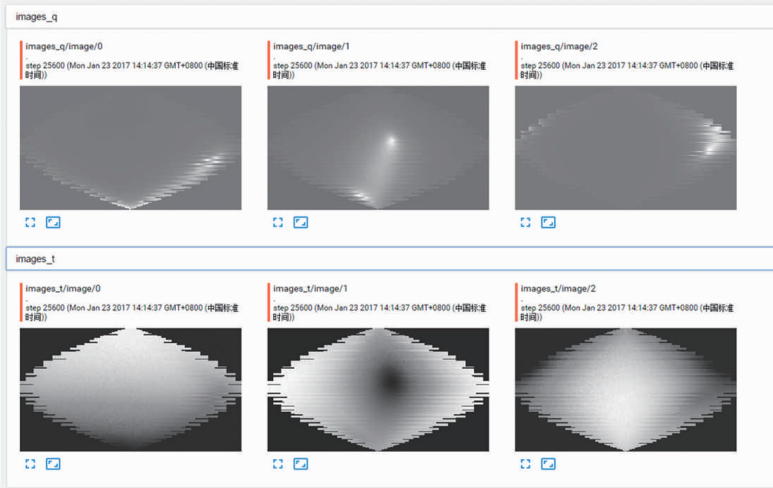 images_q
images_q/image/0
images_q/image/1
images_q/image/2
.
.
.
step 25600 (Mon Jan 23 2017 14:14:37 GMT+0800 (中国标准
时间))
step 25600 (Mon Jan 23 2017 14:14:37 GMT+0800 (中国标准
时间))
step 25600 (Mon Jan 23 2017 14:14:37 GMT+0800 (中国标准
时间))
images_t
images_t/image/0
images_t/image/1
images_t/image/2
.
.
.
step 25600 (Mon Jan 23 2017 14:14:37 GMT+0800 (中国标准
时间))
step 25600 (Mon Jan 23 2017 14:14:37 GMT+0800 (中国标准
时间))
step 25600 (Mon Jan 23 2017 14:14:37 GMT+0800 (中国标准
时间))